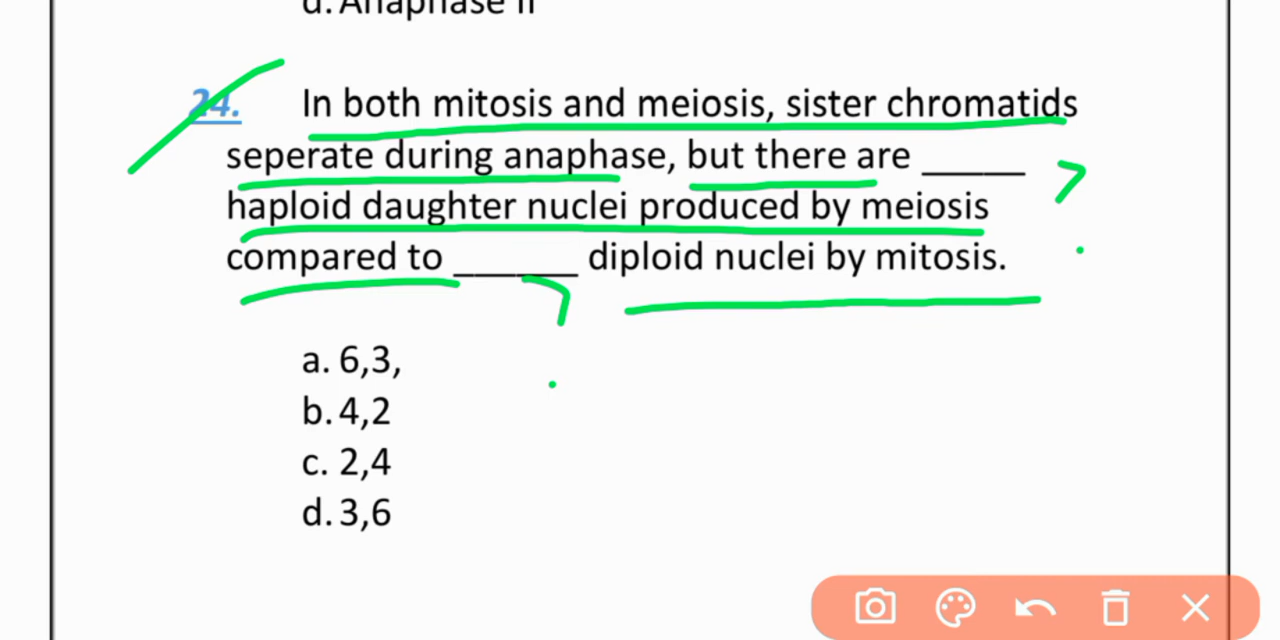 d. Anaphase II
24. In both mitosis and meiosis, sister chromatids
seperate during anaphase, but there are _____
haploid daughter nuclei produced by meiosis
compared to ______ diploid nuclei by mitosis.
a. 6,3,
b. 4,2
c. 2,4
d. 3,6